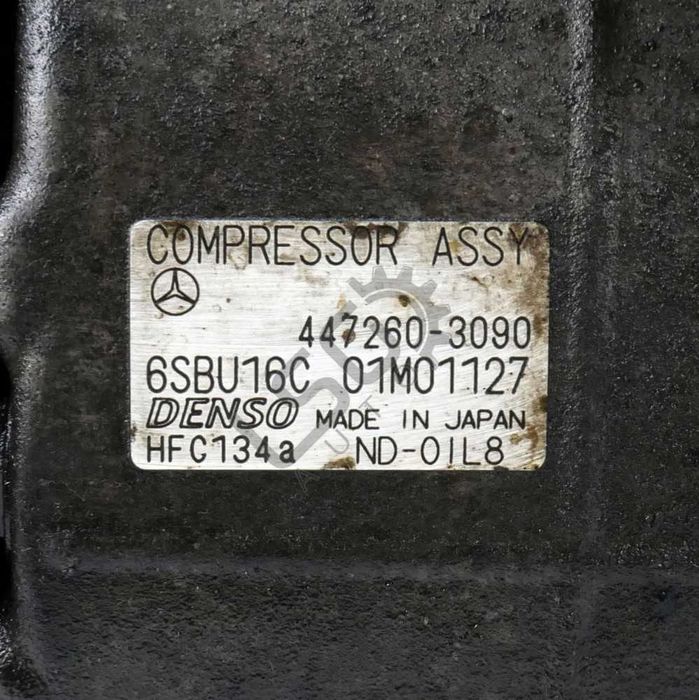 COMPRESSOR ASSY
447260-3090
6SBU16C 01M01127
DENSO MADE IN JAPAN
HFC134a ND-OIL8